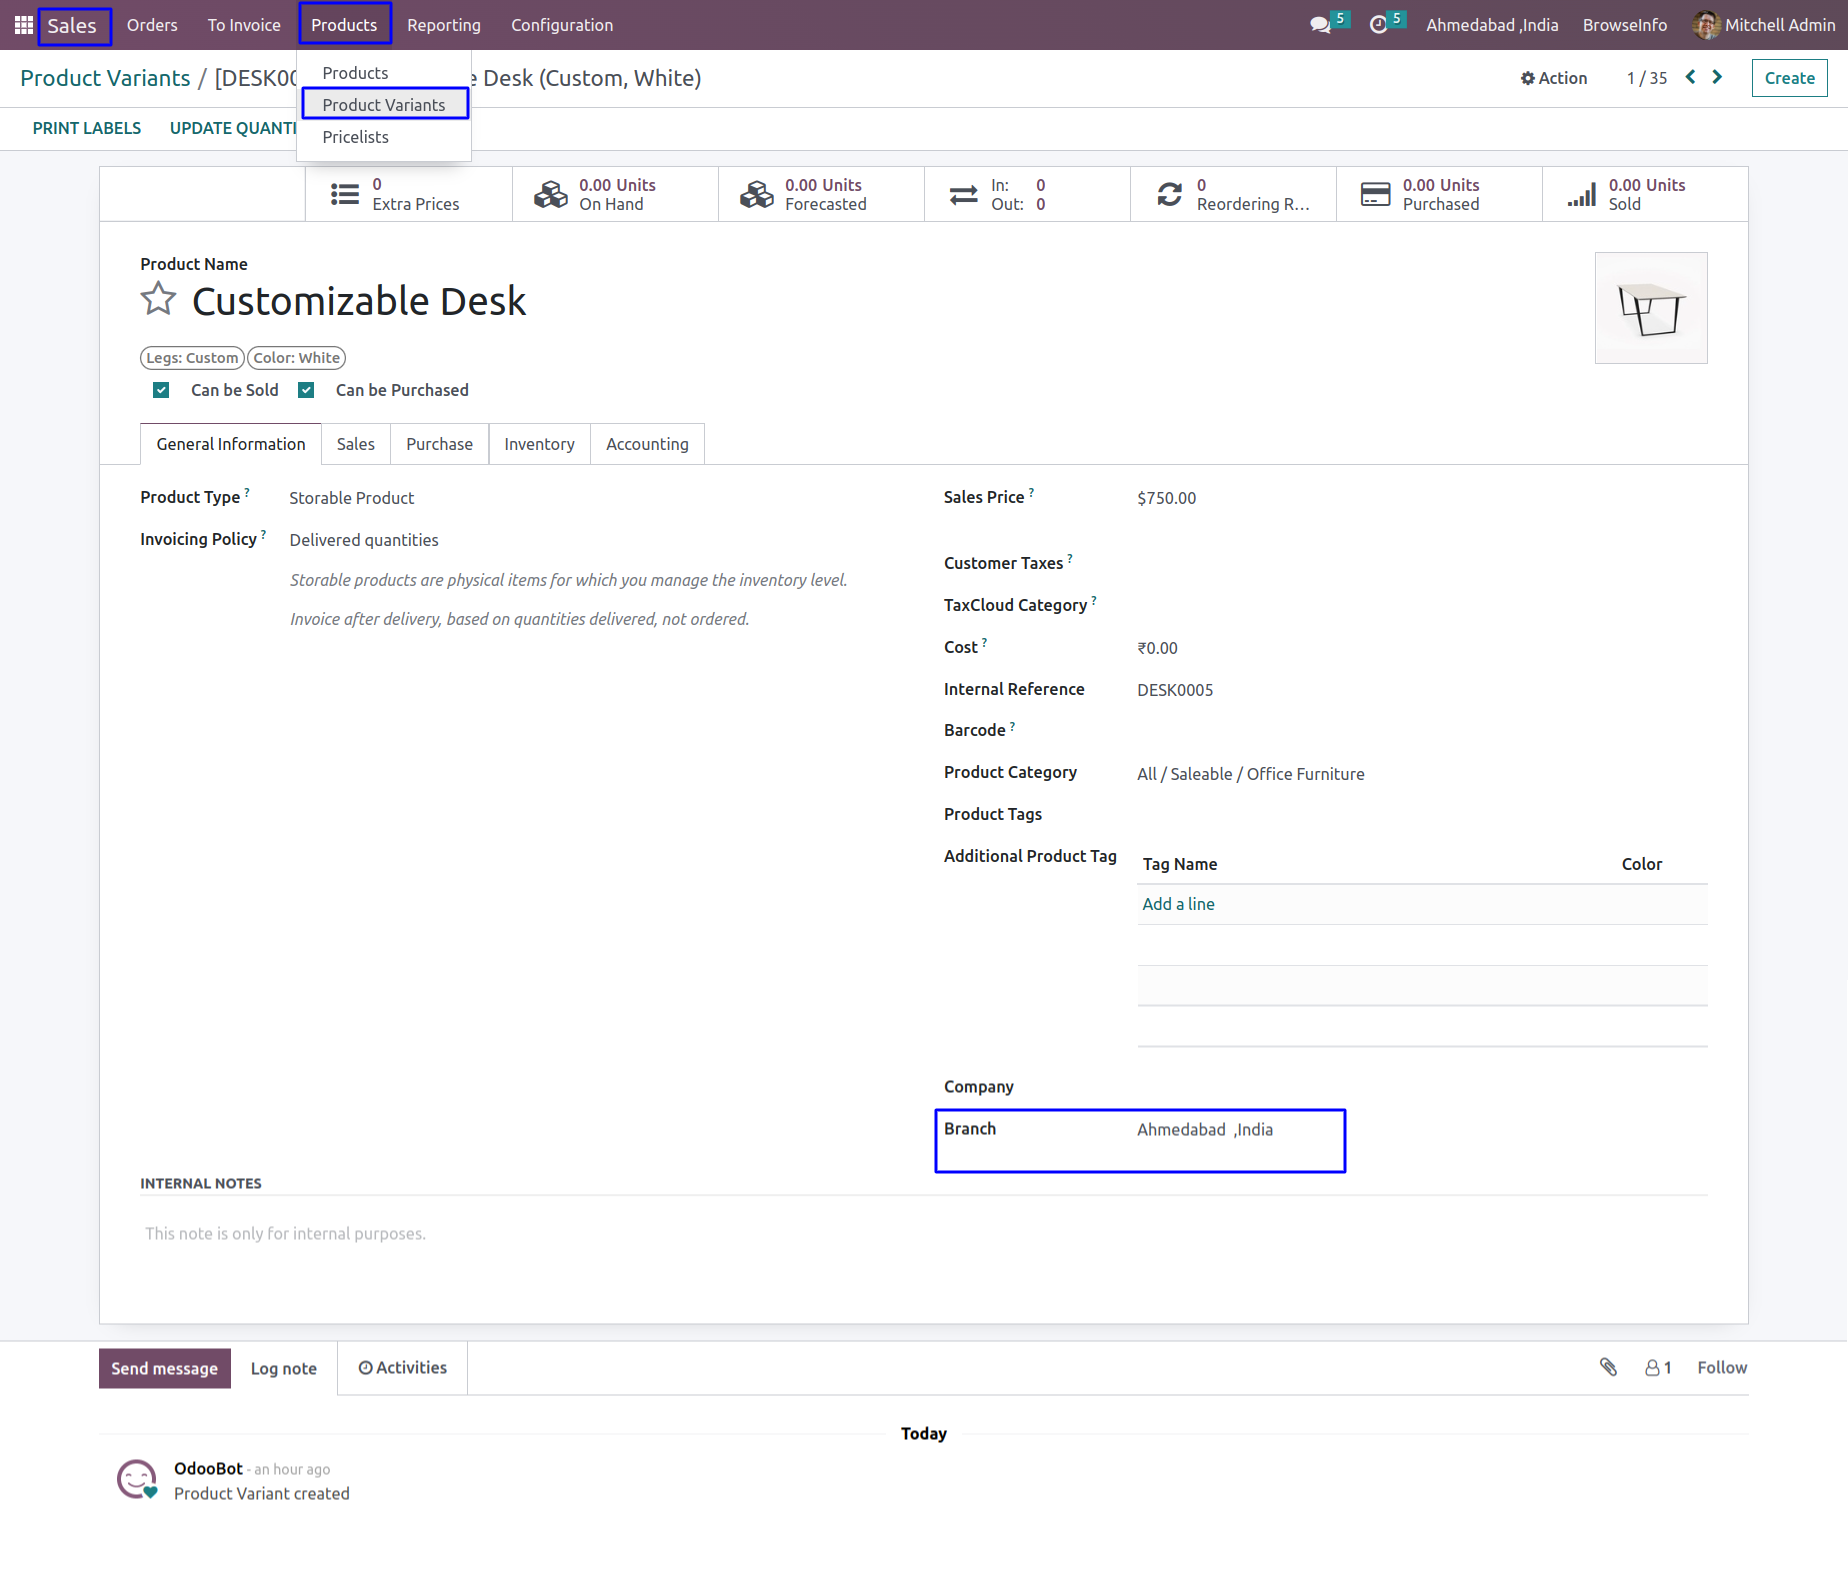 Sales Orders To Invoice Products Reporting Configuration 5 5 Ahmedabad ,India BrowseInfo Mitchell Admin
Product Variants / [DESK00 e Desk (Custom, White) Action 1 / 35 Create
Products
Product Variants
Pricelists
PRINT LABELS UPDATE QUANTI
0 Extra Prices
0.00 Units On Hand
0.00 Units Forecasted
In: 0
Out: 0
0 Reordering R...
0.00 Units Purchased
0.00 Units Sold
Product Name
Customizable Desk
Legs: Custom Color: White
Can be Sold Can be Purchased
General Information Sales Purchase Inventory Accounting
Product Type ? Storable Product
Invoicing Policy ? Delivered quantities
Storable products are physical items for which you manage the inventory level.
Invoice after delivery, based on quantities delivered, not ordered.
Sales Price ? $750.00
Customer Taxes ?
TaxCloud Category ?
Cost ? ₹0.00
Internal Reference DESK0005
Barcode ?
Product Category All / Saleable / Office Furniture
Product Tags
Additional Product Tag Tag Name Color
Add a line
Company
Branch Ahmedabad ,India
INTERNAL NOTES
This note is only for internal purposes.
Send message Log note Activities 1 Follow
Today
OdooBot - an hour ago
Product Variant created